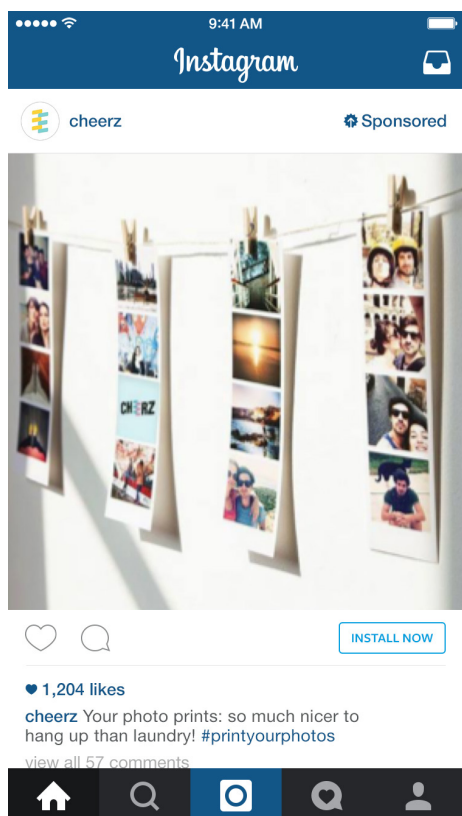 9:41 AM
Instagram
cheerz
Sponsored
CHEERZ
INSTALL NOW
1,204 likes
cheerz Your photo prints: so much nicer to
hang up than laundry! #printyourphotos
view all 57 comments